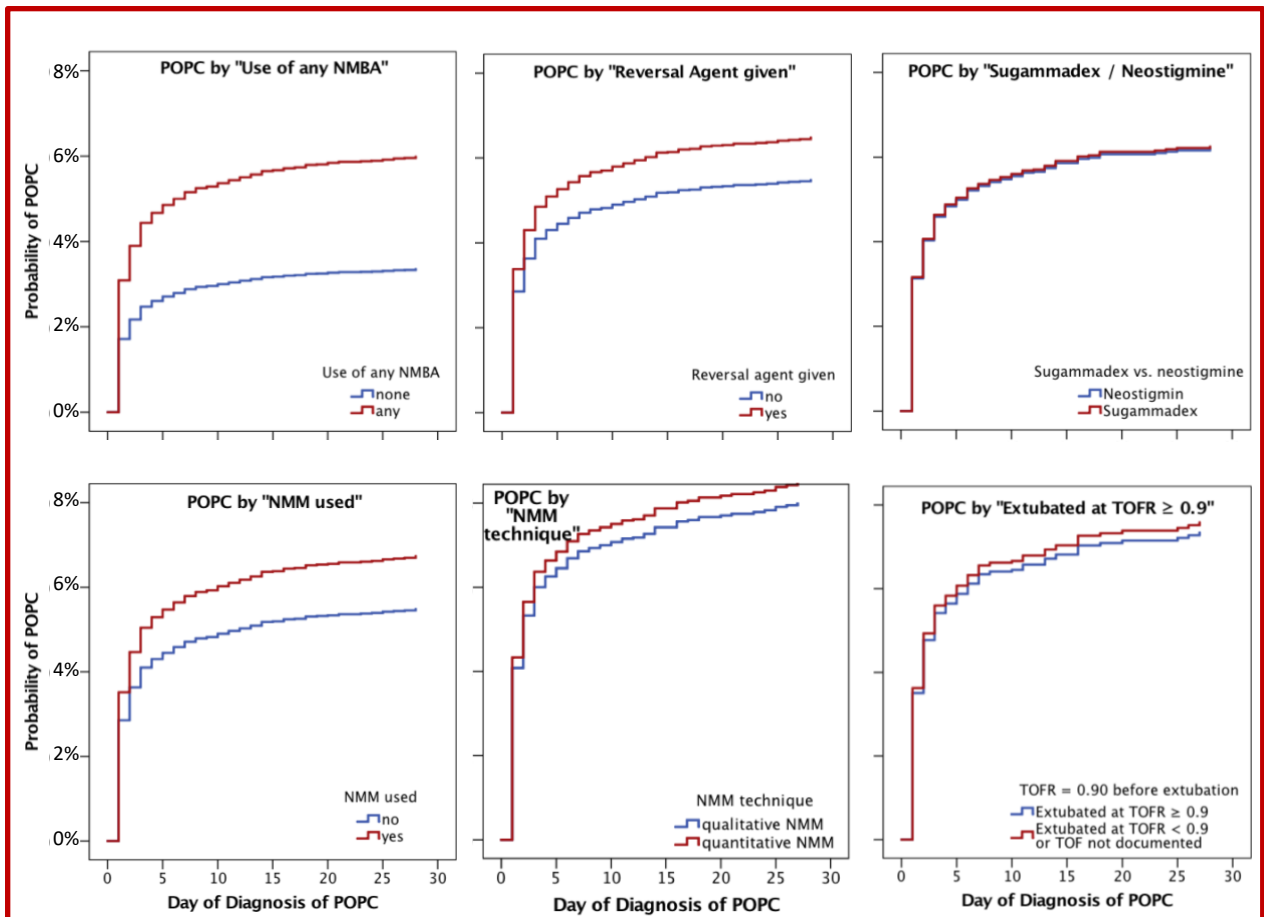 POPC by "Use of any NMBA"
8%
6%
4%
2%
0%
Probability of POPC
Use of any NMBA
none
any
POPC by "Reversal Agent given"
Reversal agent given
no
yes
POPC by "Sugammadex / Neostigmine"
Sugammadex vs. neostigmine
Neostigmin
Sugammadex
POPC by "NMM used"
8%
6%
4%
2%
0%
Probability of POPC
NMM used
no
yes
0 5 10 15 20 25 30
Day of Diagnosis of POPC
POPC by
"NMM
technique"
NMM technique
qualitative NMM
quantitative NMM
0 5 10 15 20 25 30
Day of Diagnosis of POPC
POPC by "Extubated at TOFR ≥ 0.9"
TOFR = 0.90 before extubation
Extubated at TOFR ≥ 0.9
Extubated at TOFR < 0.9
or TOF not documented
0 5 10 15 20 25 30
Day of Diagnosis of POPC